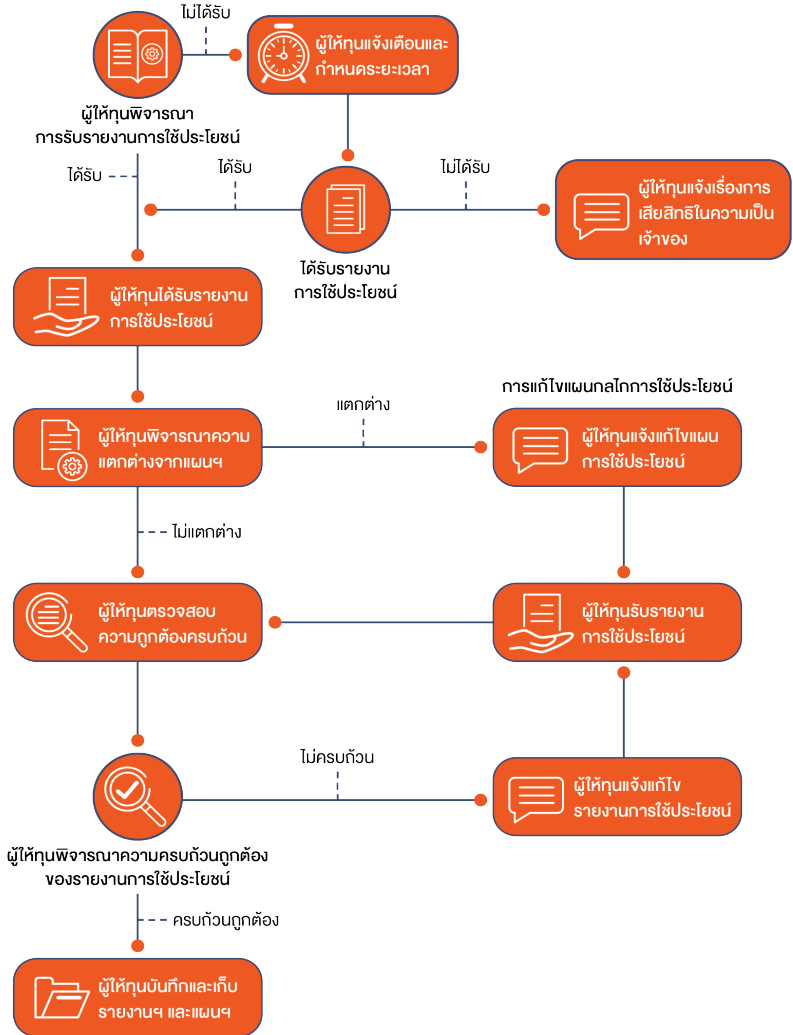 ไม่ได้รับ
ผู้ให้ทุนแจ้งเตือนและ
กำหนดระยะเวลา
ผู้ให้ทุนพิจารณา
การรับรายงานการใช้ประโยชน์
ได้รับ
ได้รับ
ไม่ได้รับ
ผู้ให้ทุนแจ้งเรื่องการ
เสียสิทธิในความเป็น
เจ้าของ
ได้รับรายงาน
การใช้ประโยชน์
ผู้ให้ทุนได้รับรายงาน
การใช้ประโยชน์
การแก้ไขแผนกลไกการใช้ประโยชน์
แตกต่าง
ผู้ให้ทุนพิจารณาความ
แตกต่างจากแผนฯ
ผู้ให้ทุนแจ้งแก้ไขแผน
การใช้ประโยชน์
ไม่แตกต่าง
ผู้ให้ทุนตรวจสอบ
ความถูกต้องครบถ้วน
ผู้ให้ทุนรับรายงาน
การใช้ประโยชน์
ไม่ครบถ้วน
ผู้ให้ทุนแจ้งแก้ไข
รายงานการใช้ประโยชน์
ผู้ให้ทุนพิจารณาความครบถ้วนถูกต้อง
ของรายงานการใช้ประโยชน์
ครบถ้วนถูกต้อง
ผู้ให้ทุนบันทึกและเก็บ
รายงานฯ และแผนฯ